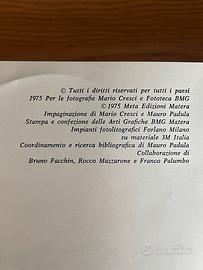 © Tutti i diritti riservati per tutti i paesi
1975 Per le fotografie Mario Cresci e Fototeca BMG
© 1975 Meta Edizioni Matera
Impaginazione di Mario Cresci e Mauro Padula
Stampa e confezione delle Arti Grafiche BMG Matera
Impianti fotolitografici Forlano Milano
su materiale 3M Italia
Coordinamento e ricerca bibliografica di Mauro Padula
Collaborazione di
Bruno Facchin, Rocco Mazzarone e Franco Palumbo
subito